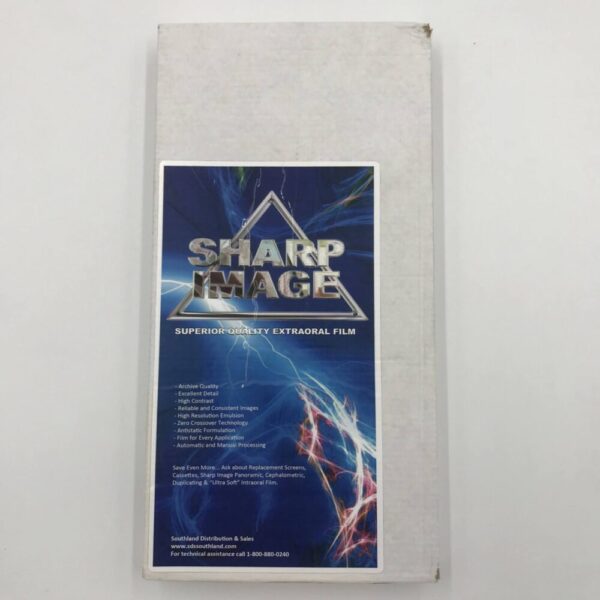 SHARP
IMAGE
SUPERIOR QUALITY EXTRAORAL FILM
- Archive Quality
- Excellent Detail
- High Contrast
- Reliable and Consistent Images
- High Resolution Emulsion
- Zero Crossover Technology
- Antistatic Formulation
- Film for Every Application
- Automatic and Manual Processing
Save Even More... Ask about Replacement Screens,
Cassettes, Sharp Image Panoramic, Cephalometric,
Duplicating & "Ultra Soft" Intraoral Film.
Southland Distribution & Sales
www.sdssouthland.com
For technical assistance call 1-800-880-0240